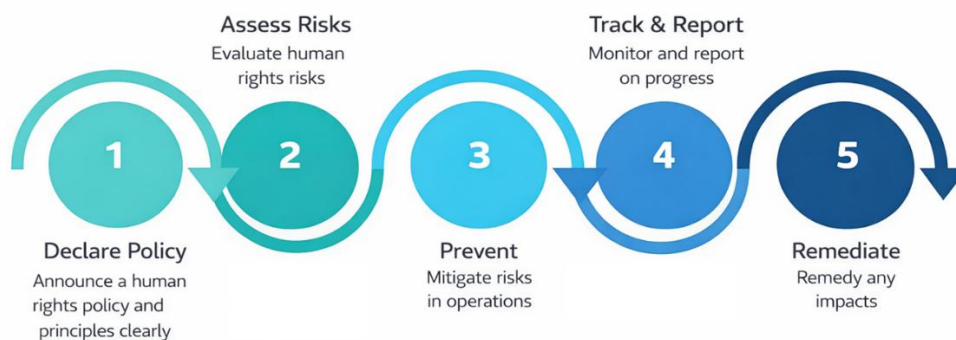 1
Declare Policy
Announce a human
rights policy and
principles clearly
Assess Risks
Evaluate human
rights risks
2
3
Prevent
Mitigate risks
in operations
Track & Report
Monitor and report
on progress
4
5
Remediate
Remedy any
impacts